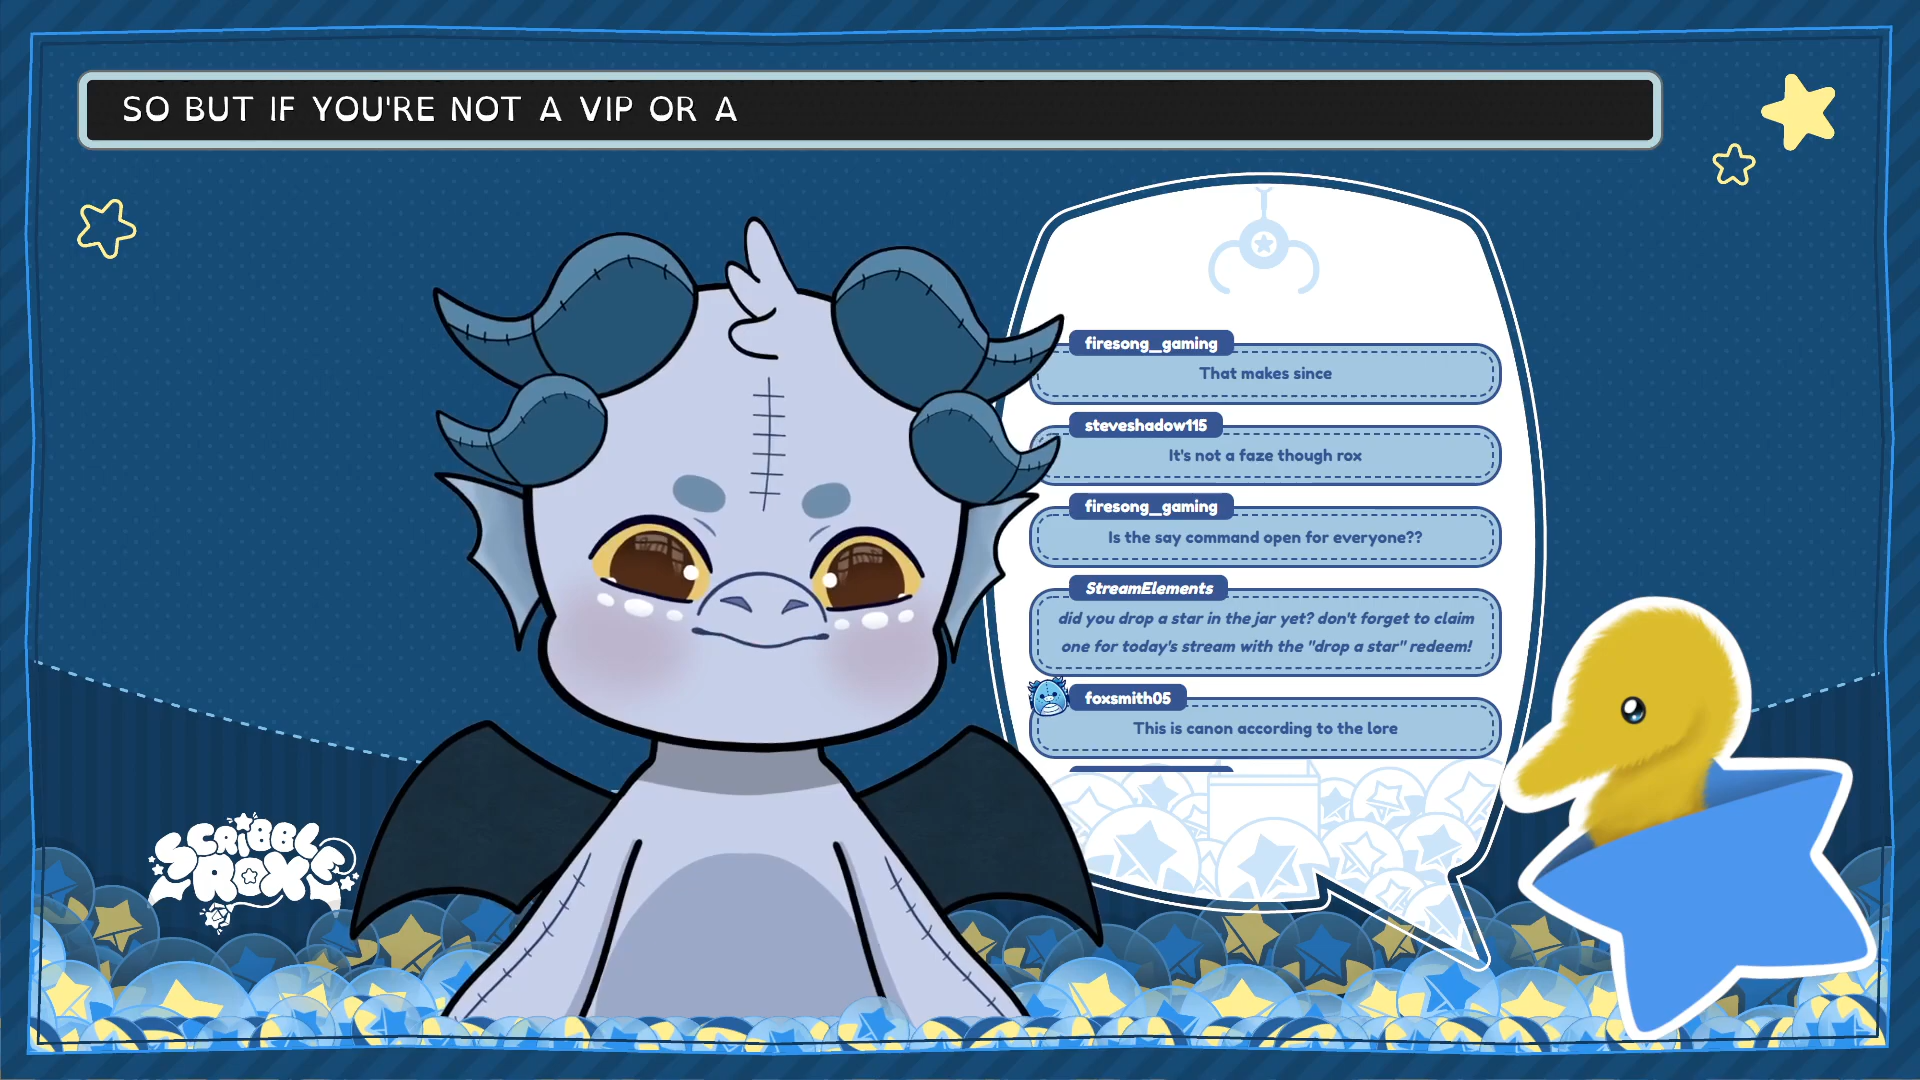 SO BUT IF YOU'RE NOT A VIP OR A
firesong_gaming
That makes since
steveshadow115
It's not a faze though rox
firesong_gaming
Is the say command open for everyone??
StreamElements
did you drop a star in the jar yet? don't forget to claim
one for today's stream with the "drop a star" redeem!
foxsmith05
This is canon according to the lore
SCRIBBLE
ROX